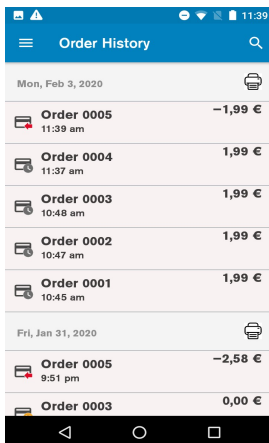 11:39
Order History
Mon, Feb 3, 2020
Order 0005
−1,99 €
11:39 am
Order 0004
1,99 €
11:37 am
Order 0003
1,99 €
10:48 am
Order 0002
1,99 €
10:47 am
Order 0001
1,99 €
10:45 am
Fri, Jan 31, 2020
Order 0005
−2,58 €
9:51 pm
Order 0003
0,00 €